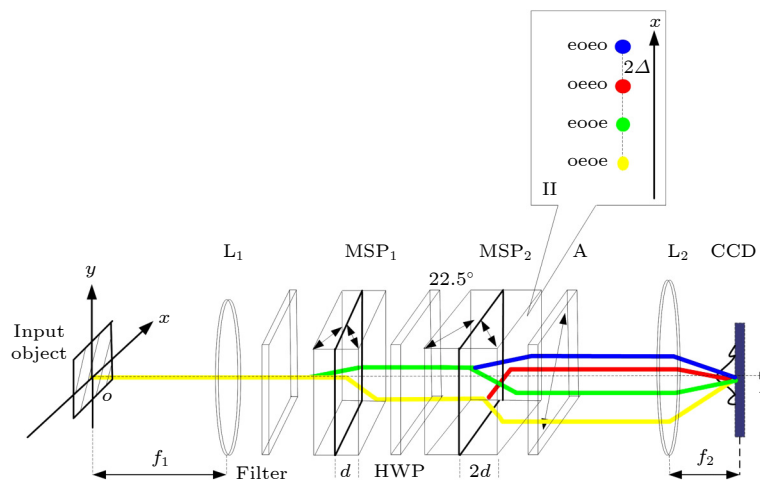 x
eoeo
2Δ
oeeo
eooe
oeoe
II
L1 MSP1 MSP2 A L2 CCD
22.5°
y
x
Input
object
o
f1 Filter d HWP 2d f2